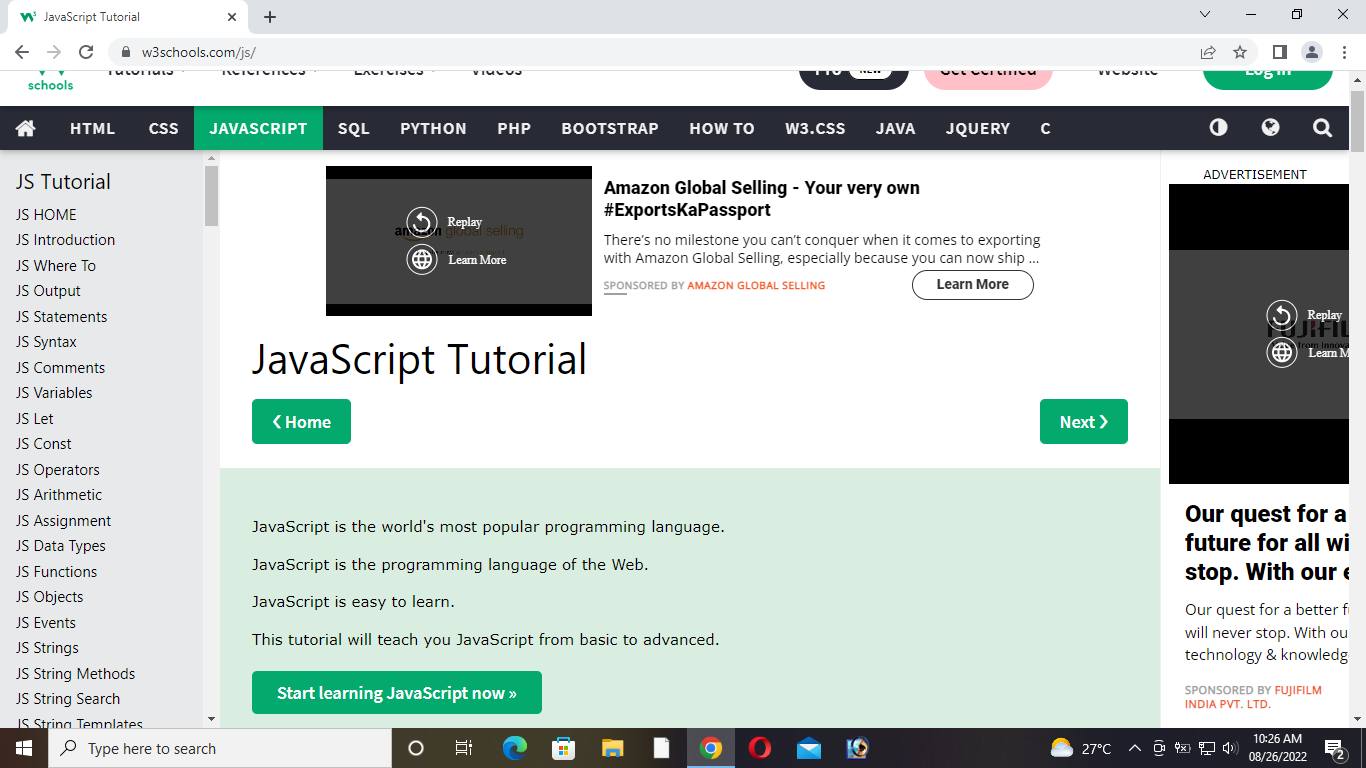 JavaScript Tutorial
w3schools.com/js/
schools
Tutorials
References
Exercises
Videos
Pro NEW
Get Certified
Website
Log in
HTML
CSS
JAVASCRIPT
SQL
PYTHON
PHP
BOOTSTRAP
HOW TO
W3.CSS
JAVA
JQUERY
C
JS Tutorial
JS HOME
JS Introduction
JS Where To
JS Output
JS Statements
JS Syntax
JS Comments
JS Variables
JS Let
JS Const
JS Operators
JS Arithmetic
JS Assignment
JS Data Types
JS Functions
JS Objects
JS Events
JS Strings
JS String Methods
JS String Search
JS String Templates
Replay
amazon global selling
Learn More
Amazon Global Selling - Your very own
#ExportsKaPassport
There's no milestone you can't conquer when it comes to exporting
with Amazon Global Selling, especially because you can now ship ...
SPONSORED BY AMAZON GLOBAL SELLING
Learn More
JavaScript Tutorial
❮ Home
Next ❯
JavaScript is the world's most popular programming language.
JavaScript is the programming language of the Web.
JavaScript is easy to learn.
This tutorial will teach you JavaScript from basic to advanced.
Start learning JavaScript now »
ADVERTISEMENT
Replay
FUJIFIL
Learn M
Our quest for a
future for all wi
stop. With our e
Our quest for a better f
will never stop. With ou
technology & knowledg
SPONSORED BY FUJIFILM
INDIA PVT. LTD.
Type here to search
27°C
10:26 AM
08/26/2022
2